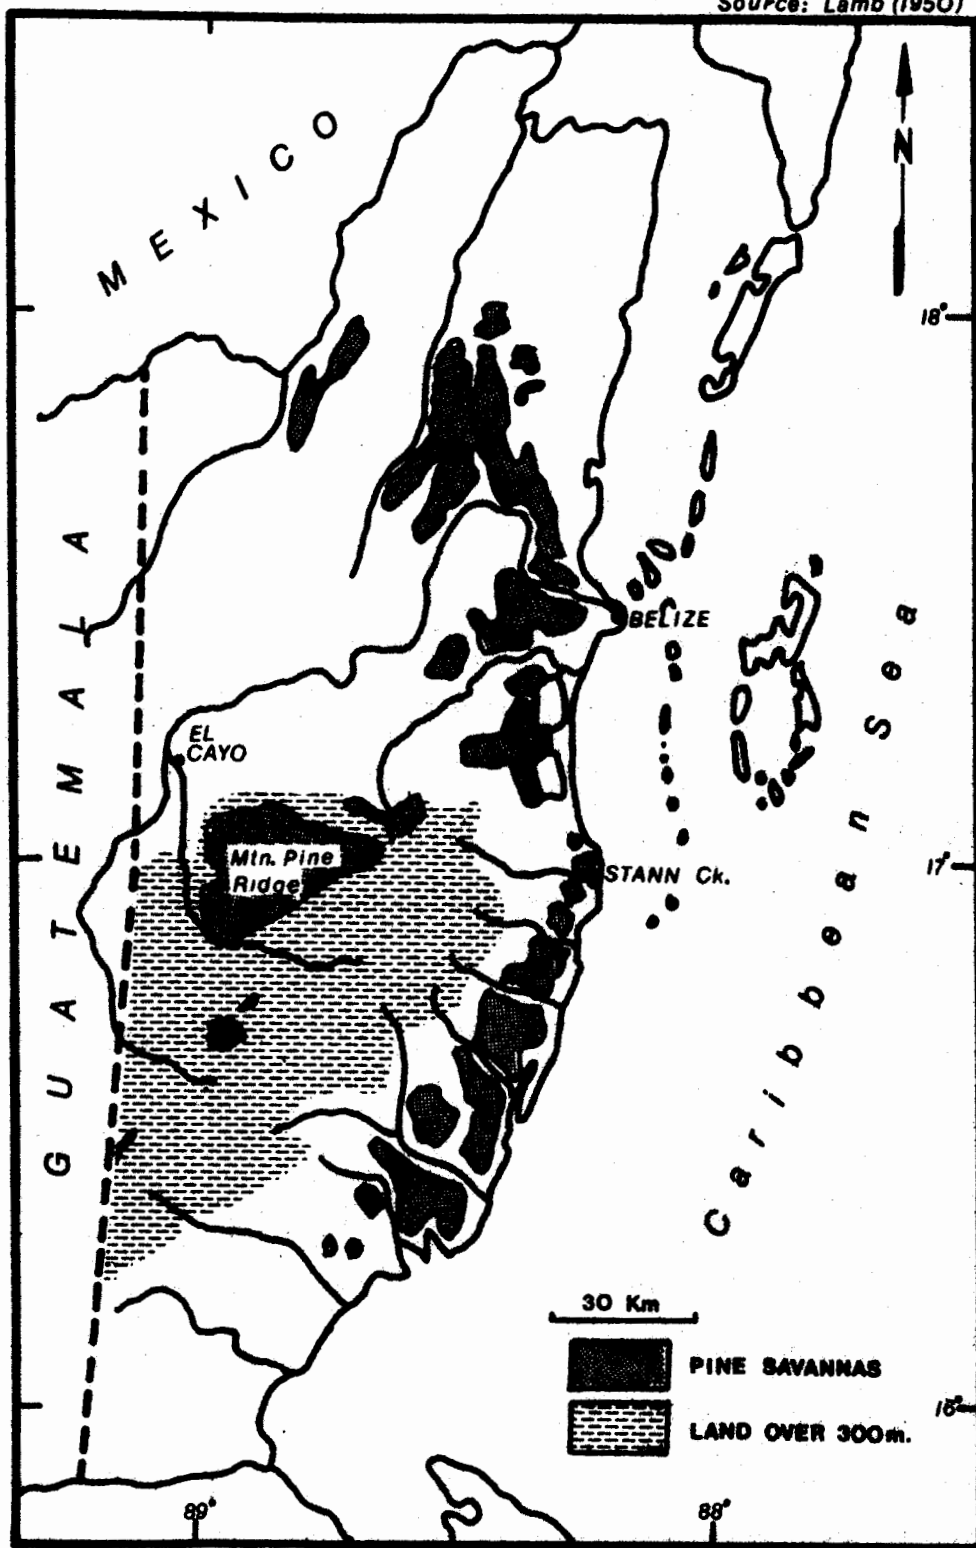 Source: Lamb (1950)
MEXICO
N
18°
GUATEMALA
BELIZE
Caribbean Sea
EL
CAYO
Mtn. Pine
Ridge
17°
STANN Ck.
30 Km
PINE SAVANNAS
LAND OVER 300m.
16°
89°
88°